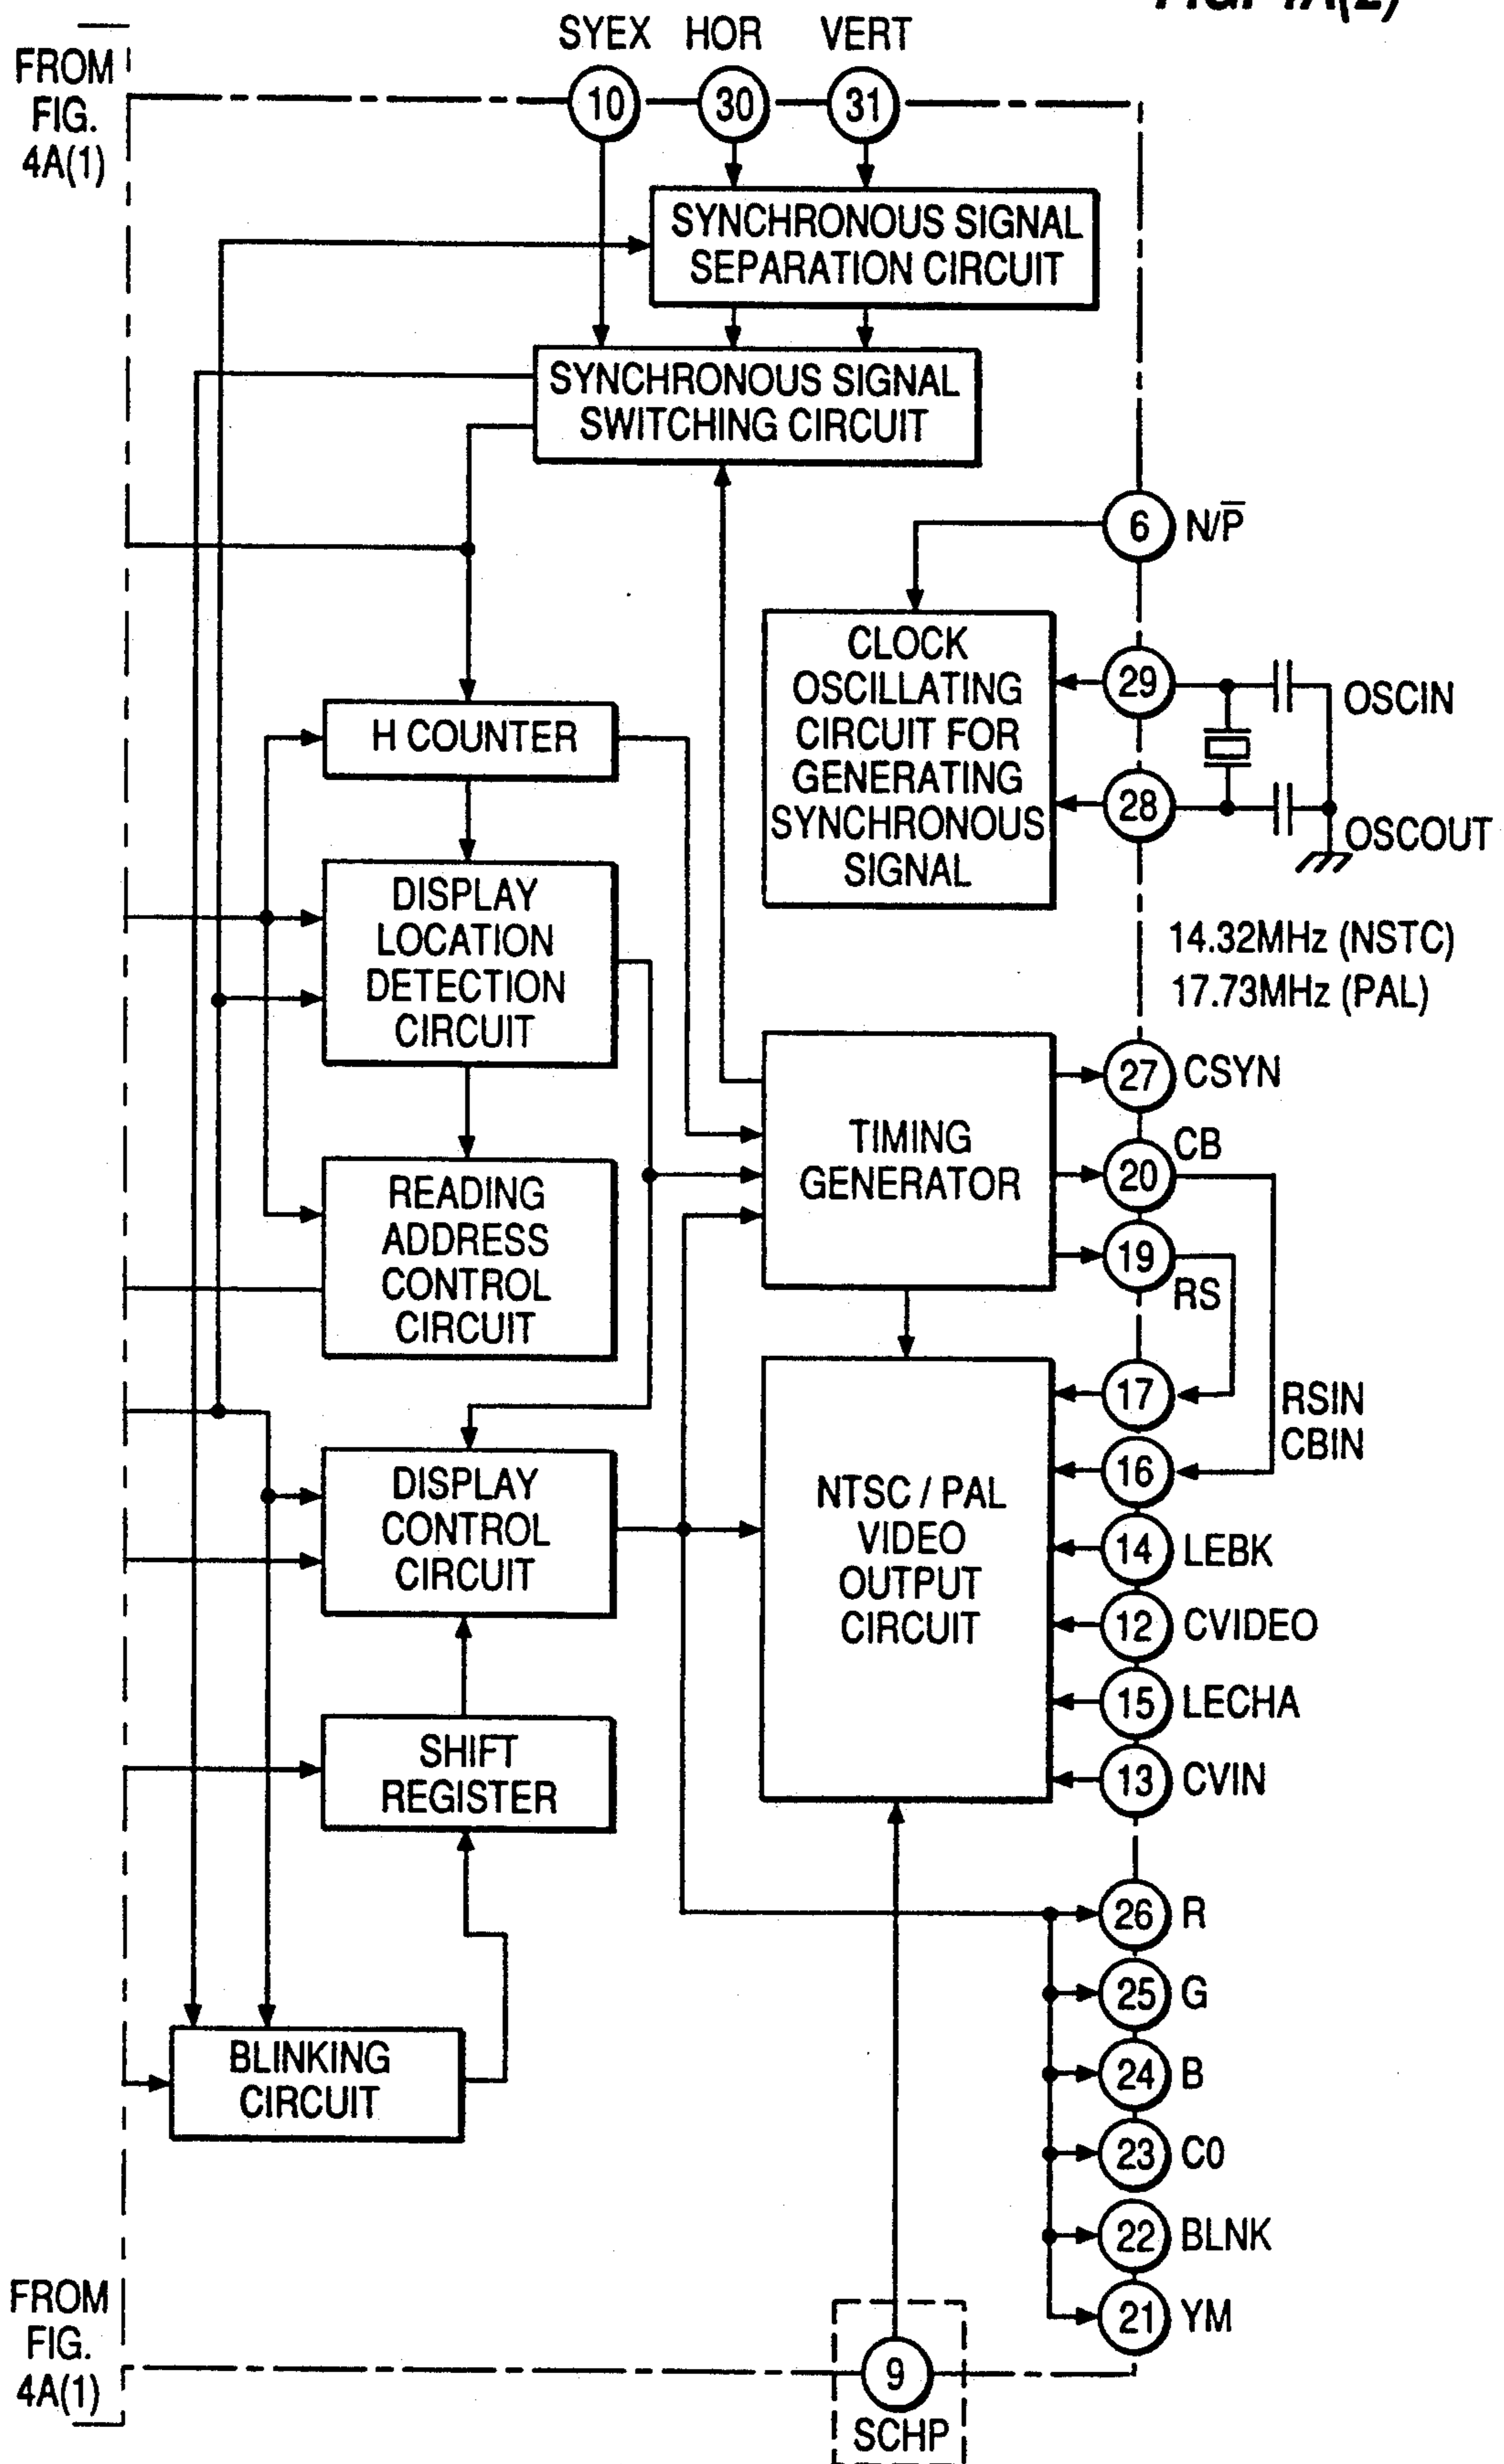 FIG. 4A(2)
SYEX HOR VERT
FROM
FIG.
4A(1)
10 30 31
SYNCHRONOUS SIGNAL
SEPARATION CIRCUIT
SYNCHRONOUS SIGNAL
SWITCHING CIRCUIT
6 N/P̅
CLOCK
OSCILLATING
CIRCUIT FOR
GENERATING
SYNCHRONOUS
SIGNAL
29 OSCIN
28 OSCOUT
14.32MHz (NSTC)
17.73MHz (PAL)
H COUNTER
DISPLAY
LOCATION
DETECTION
CIRCUIT
READING
ADDRESS
CONTROL
CIRCUIT
TIMING
GENERATOR
27 CSYN
20 CB
19 RS
17 RSIN
16 CBIN
DISPLAY
CONTROL
CIRCUIT
NTSC / PAL
VIDEO
OUTPUT
CIRCUIT
14 LEBK
12 CVIDEO
15 LECHA
13 CVIN
SHIFT
REGISTER
BLINKING
CIRCUIT
26 R
25 G
24 B
23 C0
22 BLNK
21 YM
FROM
FIG.
4A(1)
9
SCHP